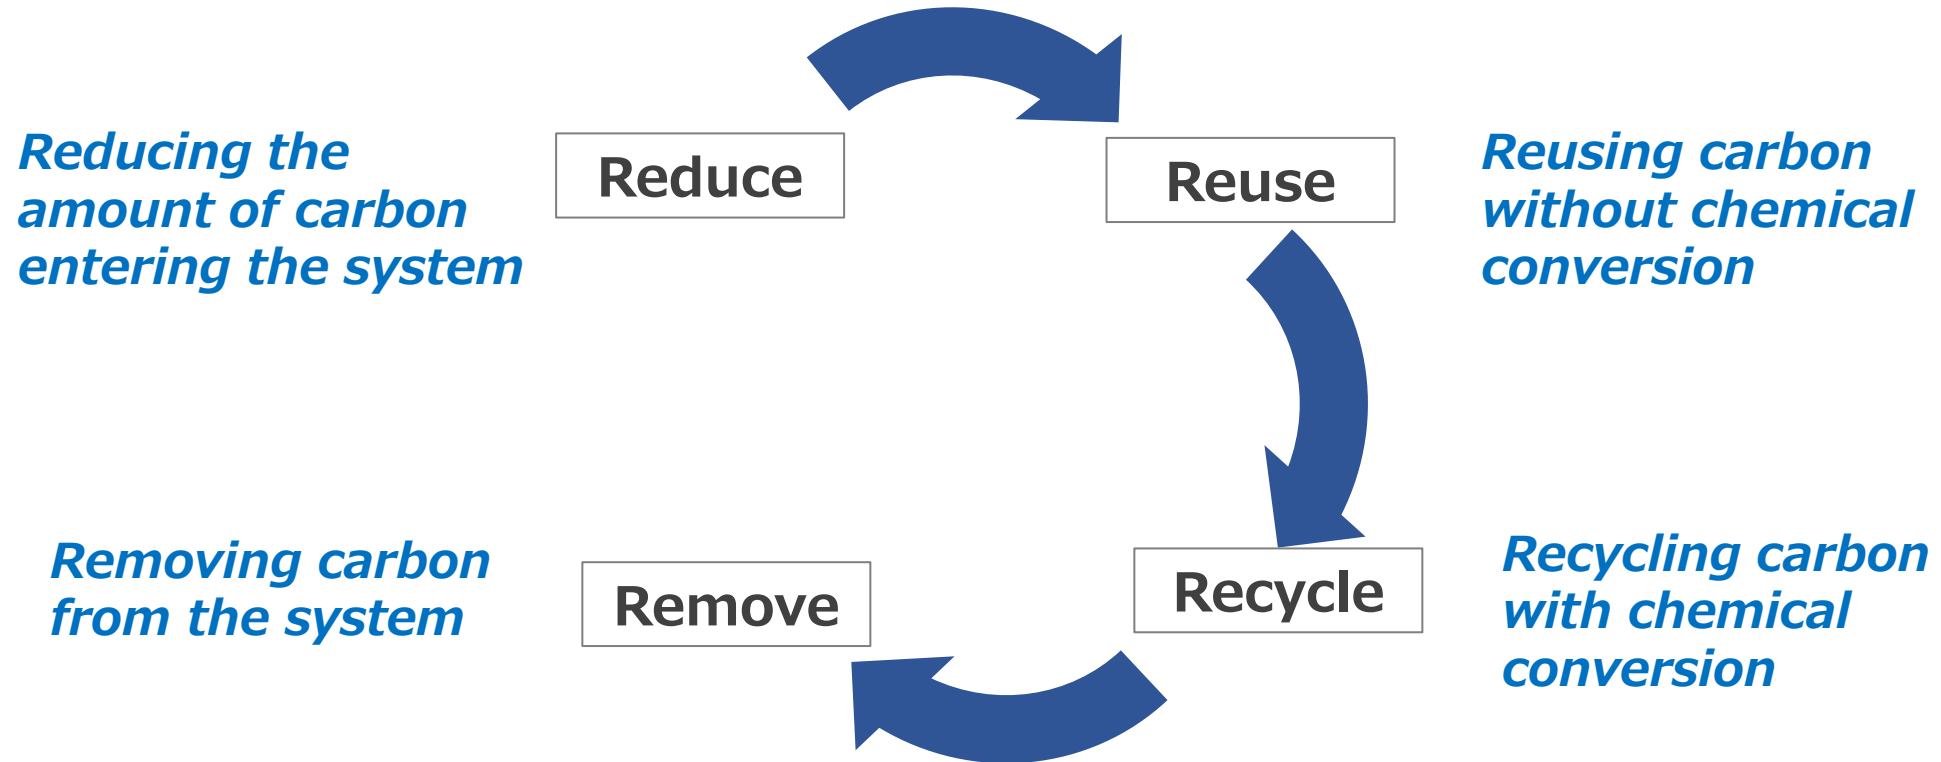 Reducing the
amount of carbon
entering the system
Reduce
Reuse
Reusing carbon
without chemical
conversion
Removing carbon
from the system
Remove
Recycle
Recycling carbon
with chemical
conversion